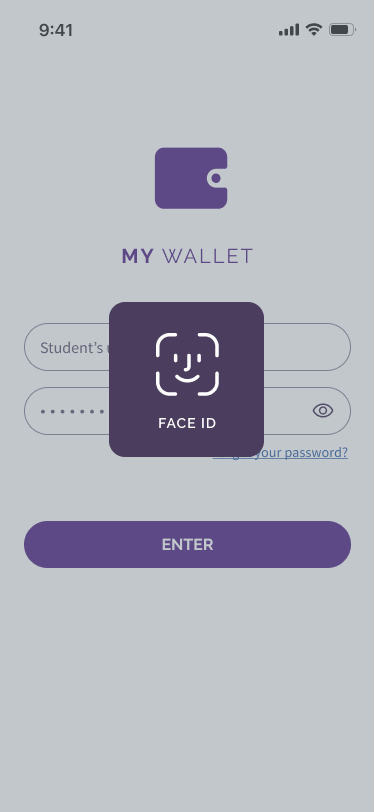 9:41
MY WALLET
Student's
FACE ID
your password?
ENTER